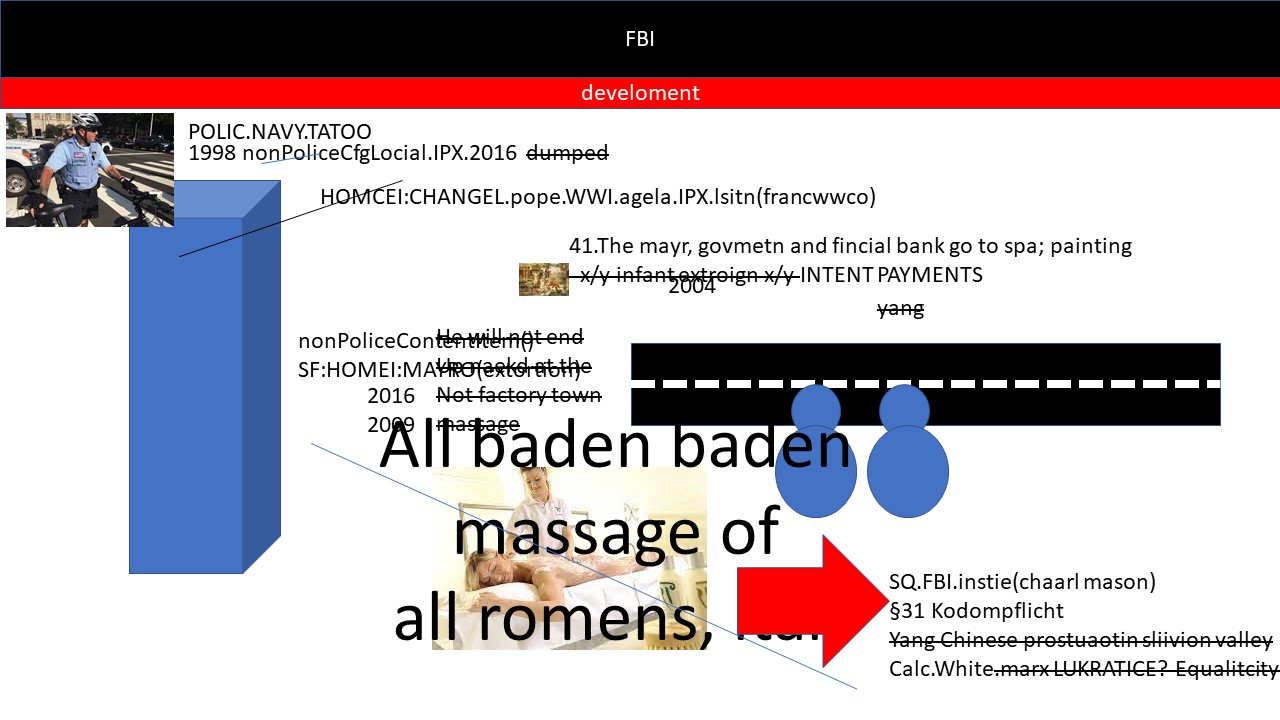 FBI
develoment
POLIC.NAVY.TATOO
1998 nonPoliceCfgLocial.IPX.2016 dumped
HOMCEI:CHANGEL.pope.WWI.agela.IPX.lsitn(francwwco)
41.The mayr, govmetn and fincial bank go to spa; painting
x/y infant extroign x/y INTENT PAYMENTS
2004
yang
nonPoliceContentItem()
SF:HOMEI:MAYRO(extortion)
2016
2009
He will not end
Up naekd at the
Not factory town
massage
All baden baden
massage of
all romens,
SQ.FBI.instie(chaarl mason)
§31 Kodompflicht
Yang Chinese prostuaotin sliivion valley
Calc.White.marx LUKRATICE? Equalitcity